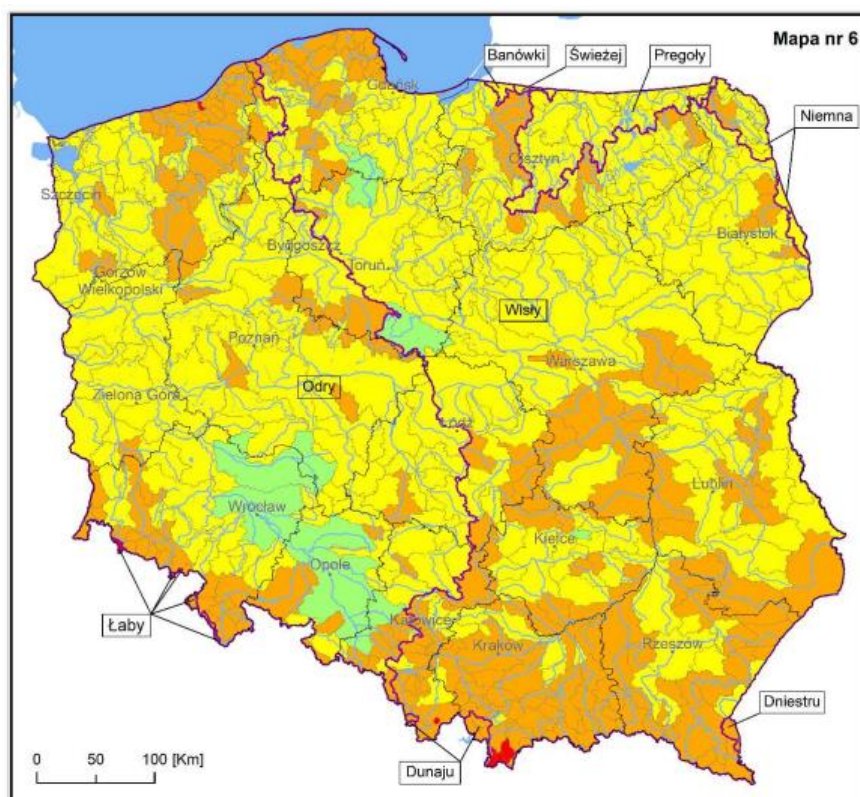 Mapa nr 6
Banówki
Świeżej
Pregoły
Niemna
Gdańsk
Olsztyn
Szczecin
Białystok
Bydgoszcz
Toruń
Gorzów
Wielkopolski
Wisły
Poznań
Warszawa
Odry
Zielona Góra
Łódź
Lublin
Wrocław
Kielce
Opole
Łaby
Katowice
Kraków
Rzeszów
Dniestru
Dunaju
0 50 100 [Km]